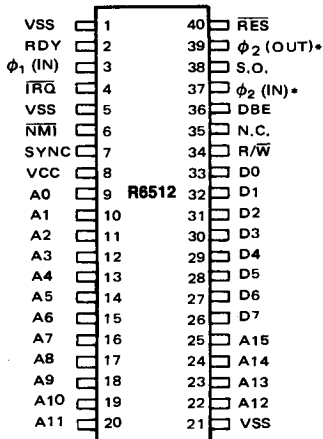 VSS 1 40 R̅E̅S̅
RDY 2 39 ϕ2 (OUT)*
ϕ1 (IN) 3 38 S.O.
I̅R̅Q̅ 4 37 ϕ2 (IN)*
VSS 5 36 DBE
N̅M̅I̅ 6 35 N.C.
SYNC 7 34 R/W̅
VCC 8 33 D0
A0 9 R6512 32 D1
A1 10 31 D2
A2 11 30 D3
A3 12 29 D4
A4 13 28 D5
A5 14 27 D6
A6 15 26 D7
A7 16 25 A15
A8 17 24 A14
A9 18 23 A13
A10 19 22 A12
A11 20 21 VSS